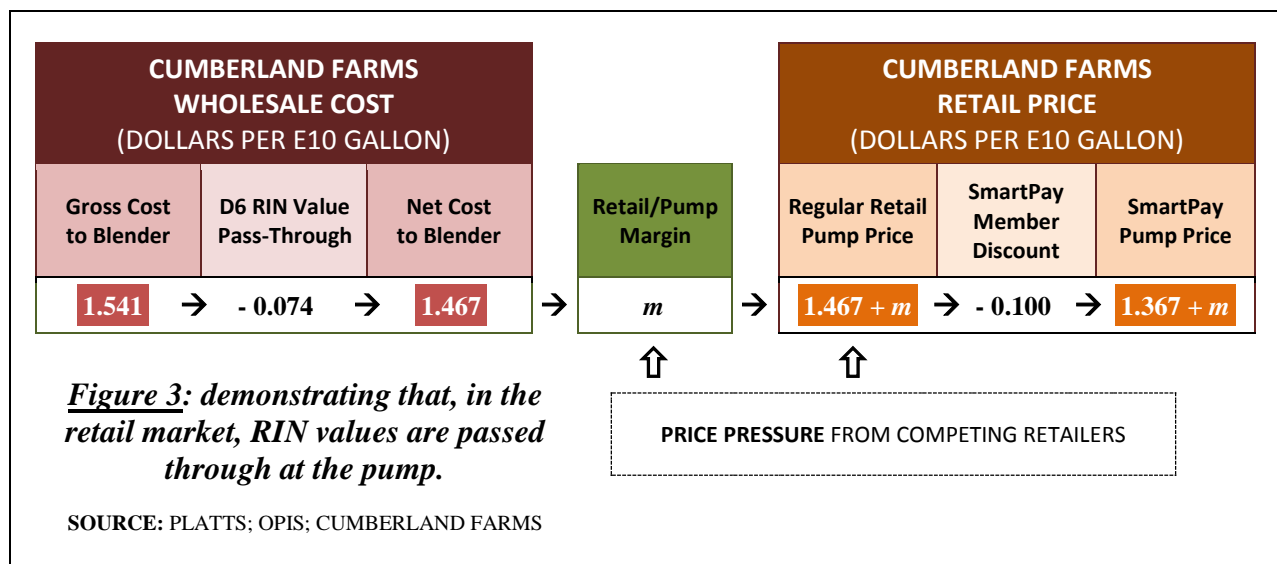 CUMBERLAND FARMS
WHOLESALE COST
(DOLLARS PER E10 GALLON)
CUMBERLAND FARMS
RETAIL PRICE
(DOLLARS PER E10 GALLON)
Gross Cost
to Blender
D6 RIN Value
Pass-Through
Net Cost
to Blender
Retail/Pump
Margin
Regular Retail
Pump Price
SmartPay
Member
Discount
SmartPay
Pump Price
1.541 → - 0.074 → 1.467 → m → 1.467 + m → - 0.100 → 1.367 + m
Figure 3: demonstrating that, in the
retail market, RIN values are passed
through at the pump.
PRICE PRESSURE FROM COMPETING RETAILERS
SOURCE: PLATTS; OPIS; CUMBERLAND FARMS